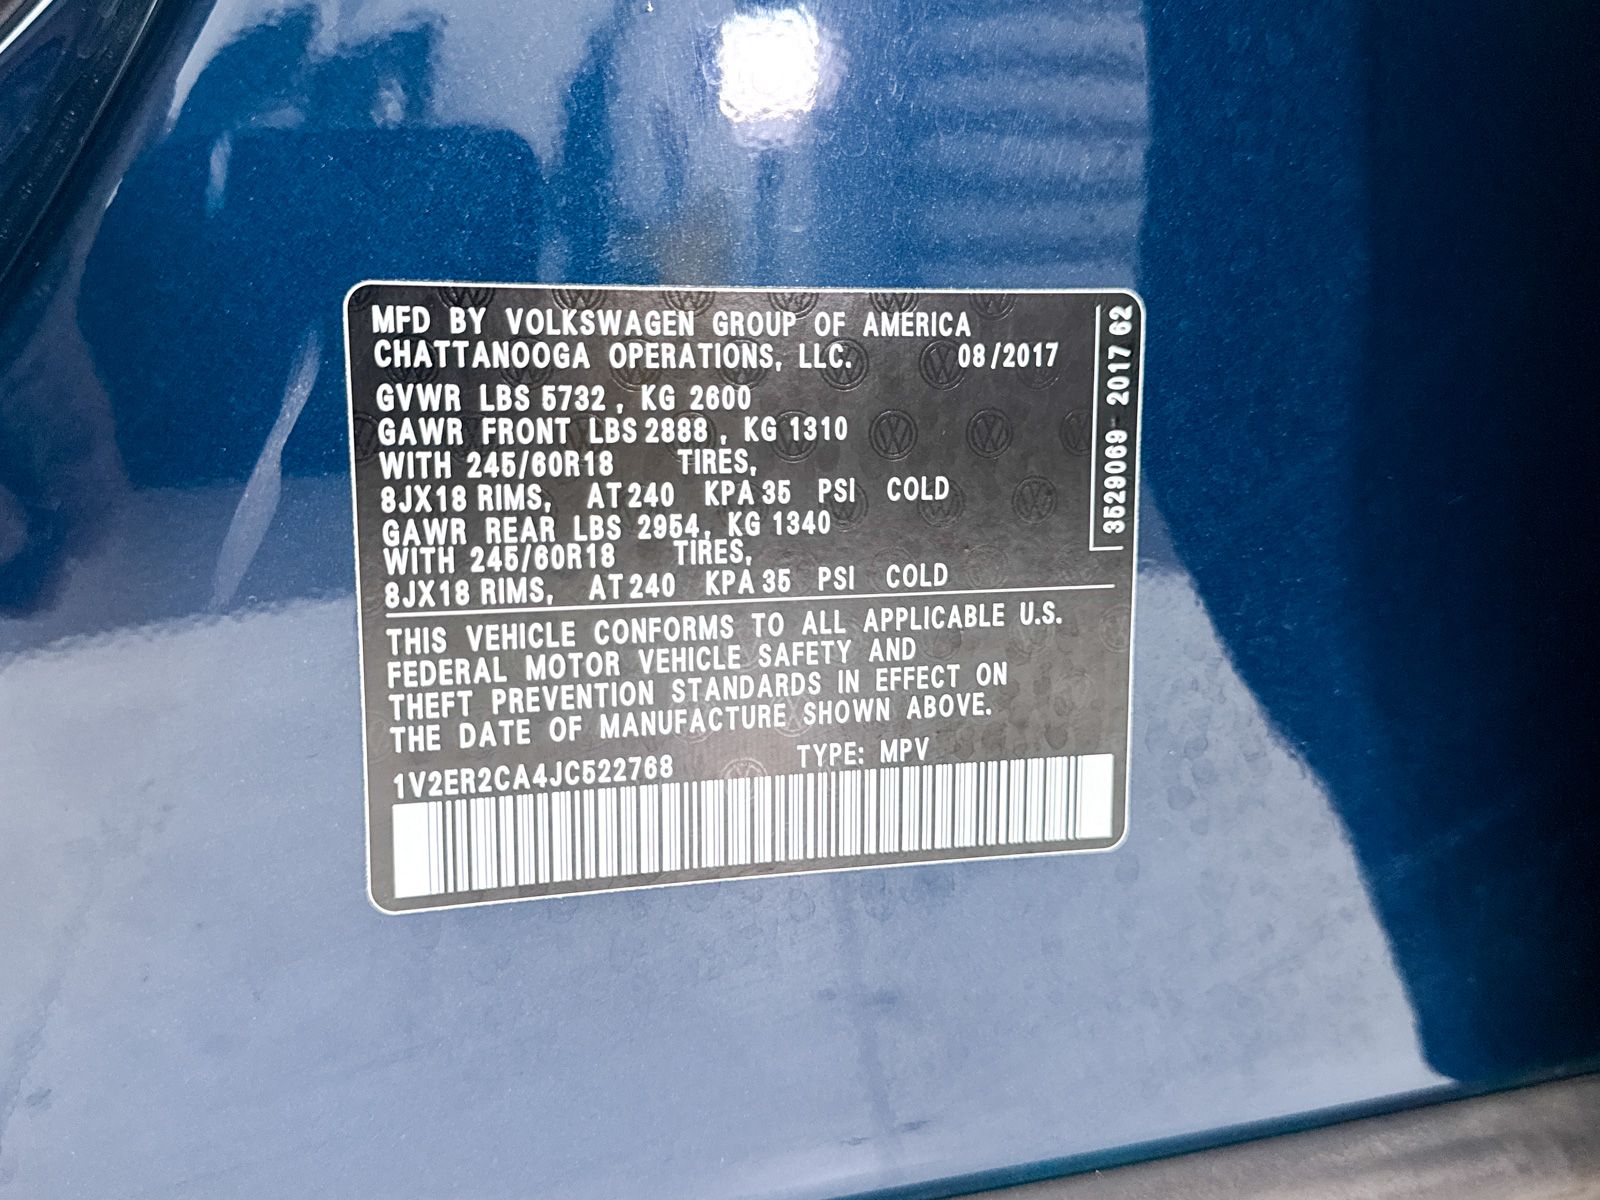 MFD BY VOLKSWAGEN GROUP OF AMERICA
CHATTANOOGA OPERATIONS, LLC. 08/2017
GVWR LBS 5732, KG 2600
GAWR FRONT LBS 2888, KG 1310
WITH 245/60R18 TIRES,
8JX18 RIMS, AT 240 KPA 35 PSI COLD
GAWR REAR LBS 2954, KG 1340
WITH 245/60R18 TIRES,
8JX18 RIMS, AT 240 KPA 35 PSI COLD
THIS VEHICLE CONFORMS TO ALL APPLICABLE U.S.
FEDERAL MOTOR VEHICLE SAFETY AND
THEFT PREVENTION STANDARDS IN EFFECT ON
THE DATE OF MANUFACTURE SHOWN ABOVE.
1V2ER2CA4JC522768 TYPE: MPV
3529069 2017 62